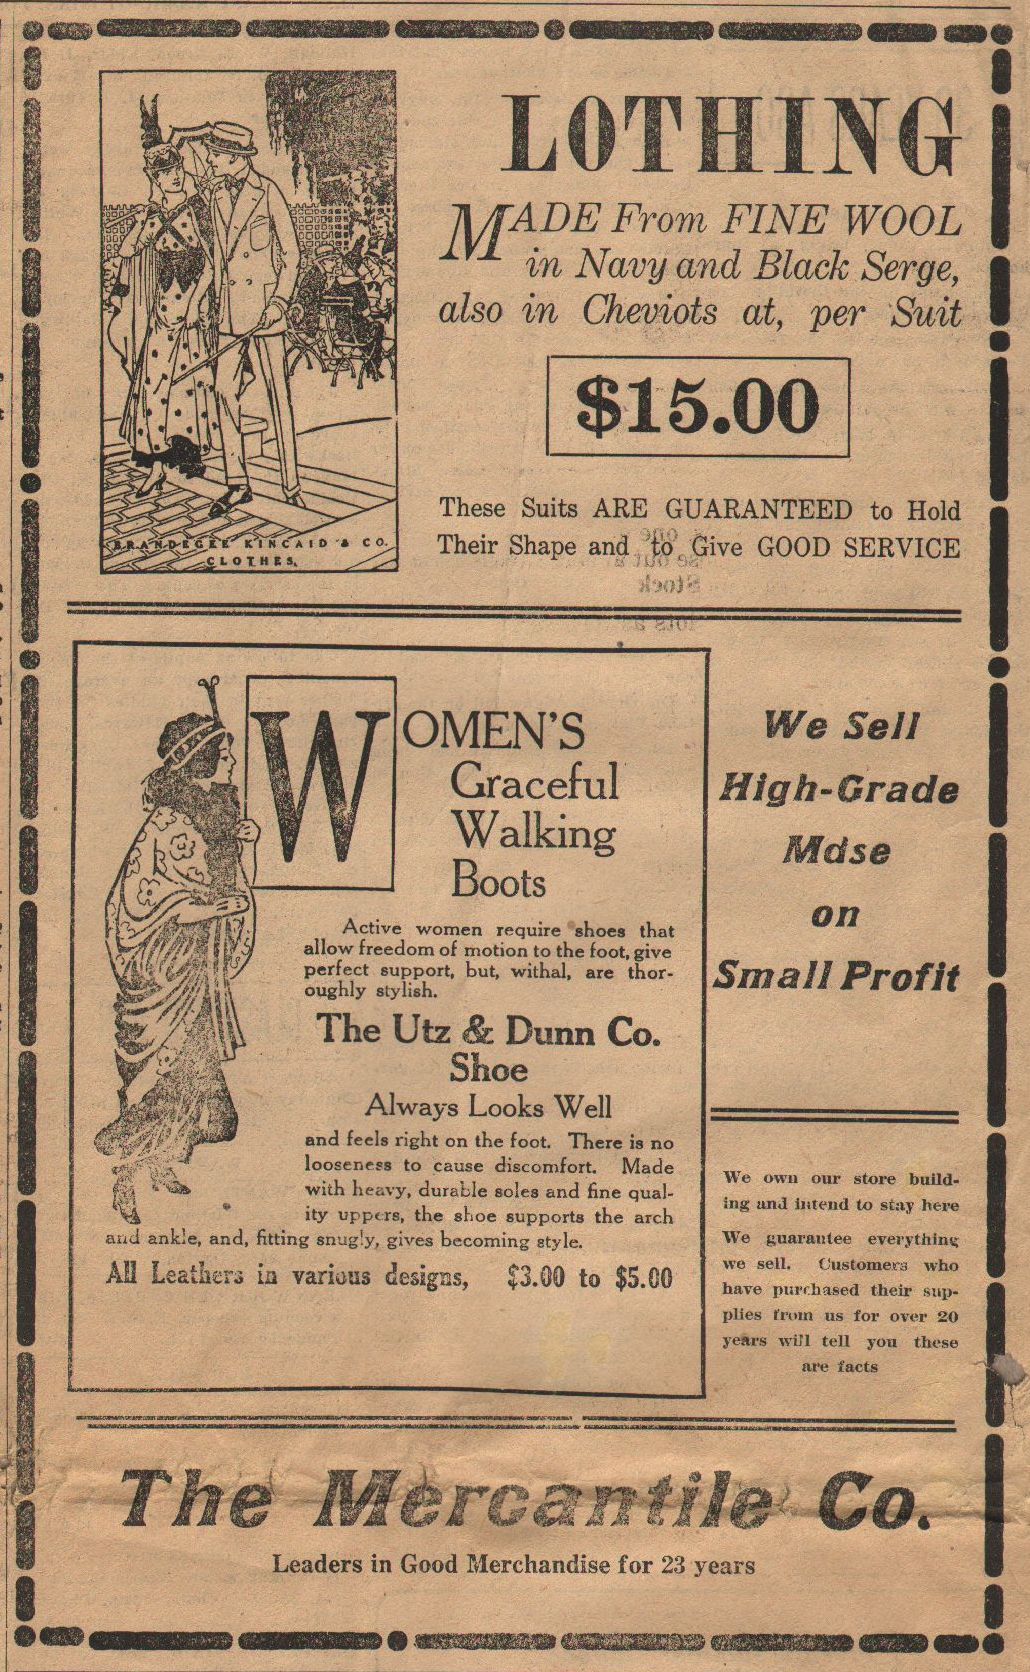 LOTHING
MADE From FINE WOOL
in Navy and Black Serge,
also in Cheviots at, per Suit
$15.00
These Suits ARE GUARANTEED to Hold
Their Shape and to Give GOOD SERVICE
BRANDEGEE KINCAID & CO.
CLOTHES.
WOMEN'S
Graceful
Walking
Boots
Active women require shoes that
allow freedom of motion to the foot, give
perfect support, but, withal, are thor-
oughly stylish.
The Utz & Dunn Co.
Shoe
Always Looks Well
and feels right on the foot. There is no
looseness to cause discomfort. Made
with heavy, durable soles and fine qual-
ity uppers, the shoe supports the arch
and ankle, and, fitting snugly, gives becoming style.
All Leathers in various designs, $3.00 to $5.00
We Sell
High-Grade
Mdse
on
Small Profit
We own our store build-
ing and intend to stay here
We guarantee everything
we sell. Customers who
have purchased their sup-
plies from us for over 20
years will tell you these
are facts
The Mercantile Co.
Leaders in Good Merchandise for 23 years